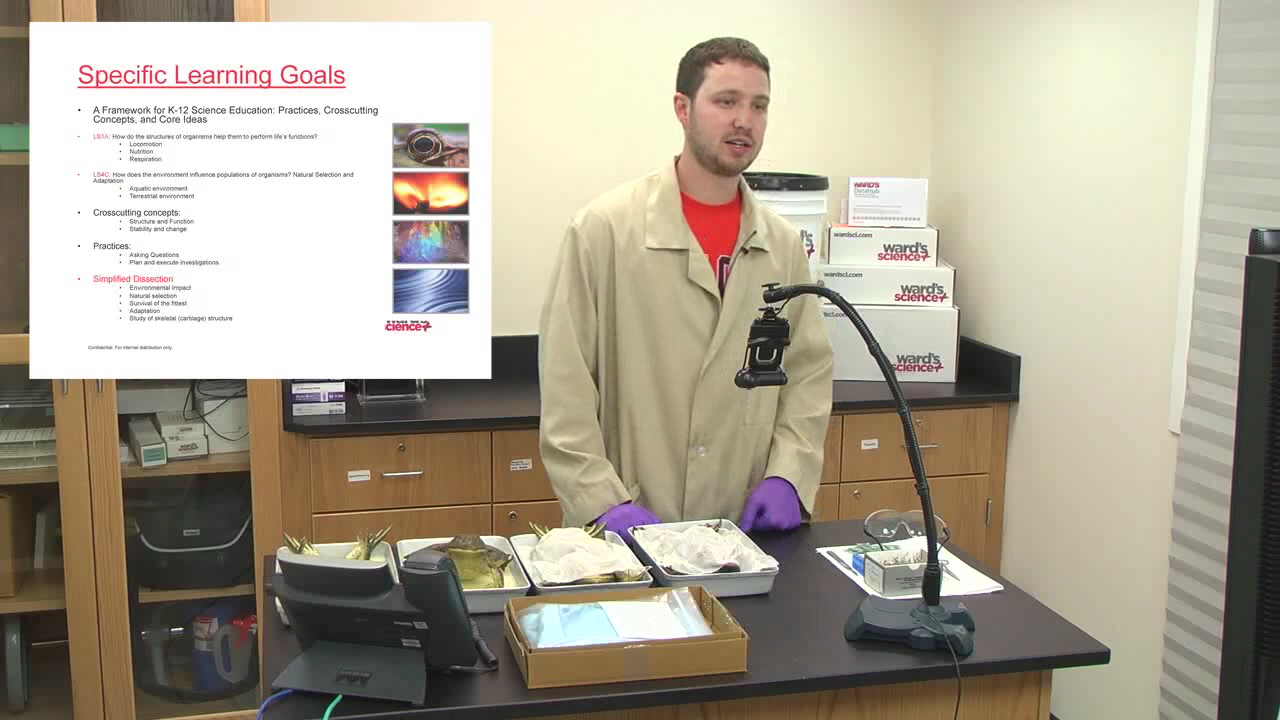 Specific Learning Goals
• A Framework for K-12 Science Education: Practices, Crosscutting
Concepts, and Core Ideas
• LS1A: How do the structures of organisms help them to perform life's functions?
• Locomotion
• Nutrition
• Respiration
• LS4C: How does the environment influence populations of organisms? Natural Selection and
Adaptation
• Aquatic environment
• Terrestrial environment
• Crosscutting concepts:
• Structure and Function
• Stability and change
• Practices:
• Asking Questions
• Plan and execute investigations
• Simplified Dissection
• Environmental Impact
• Natural selection
• Survival of the fittest
• Adaptation
• Study of skeletal (cartilage) structure
cience+
Confidential. For internal distribution only.
WARD'S
DataHub
wardsci.com
ward's
science+
wardsci.com
ward's
science+
wardsci.com
ward's
science+